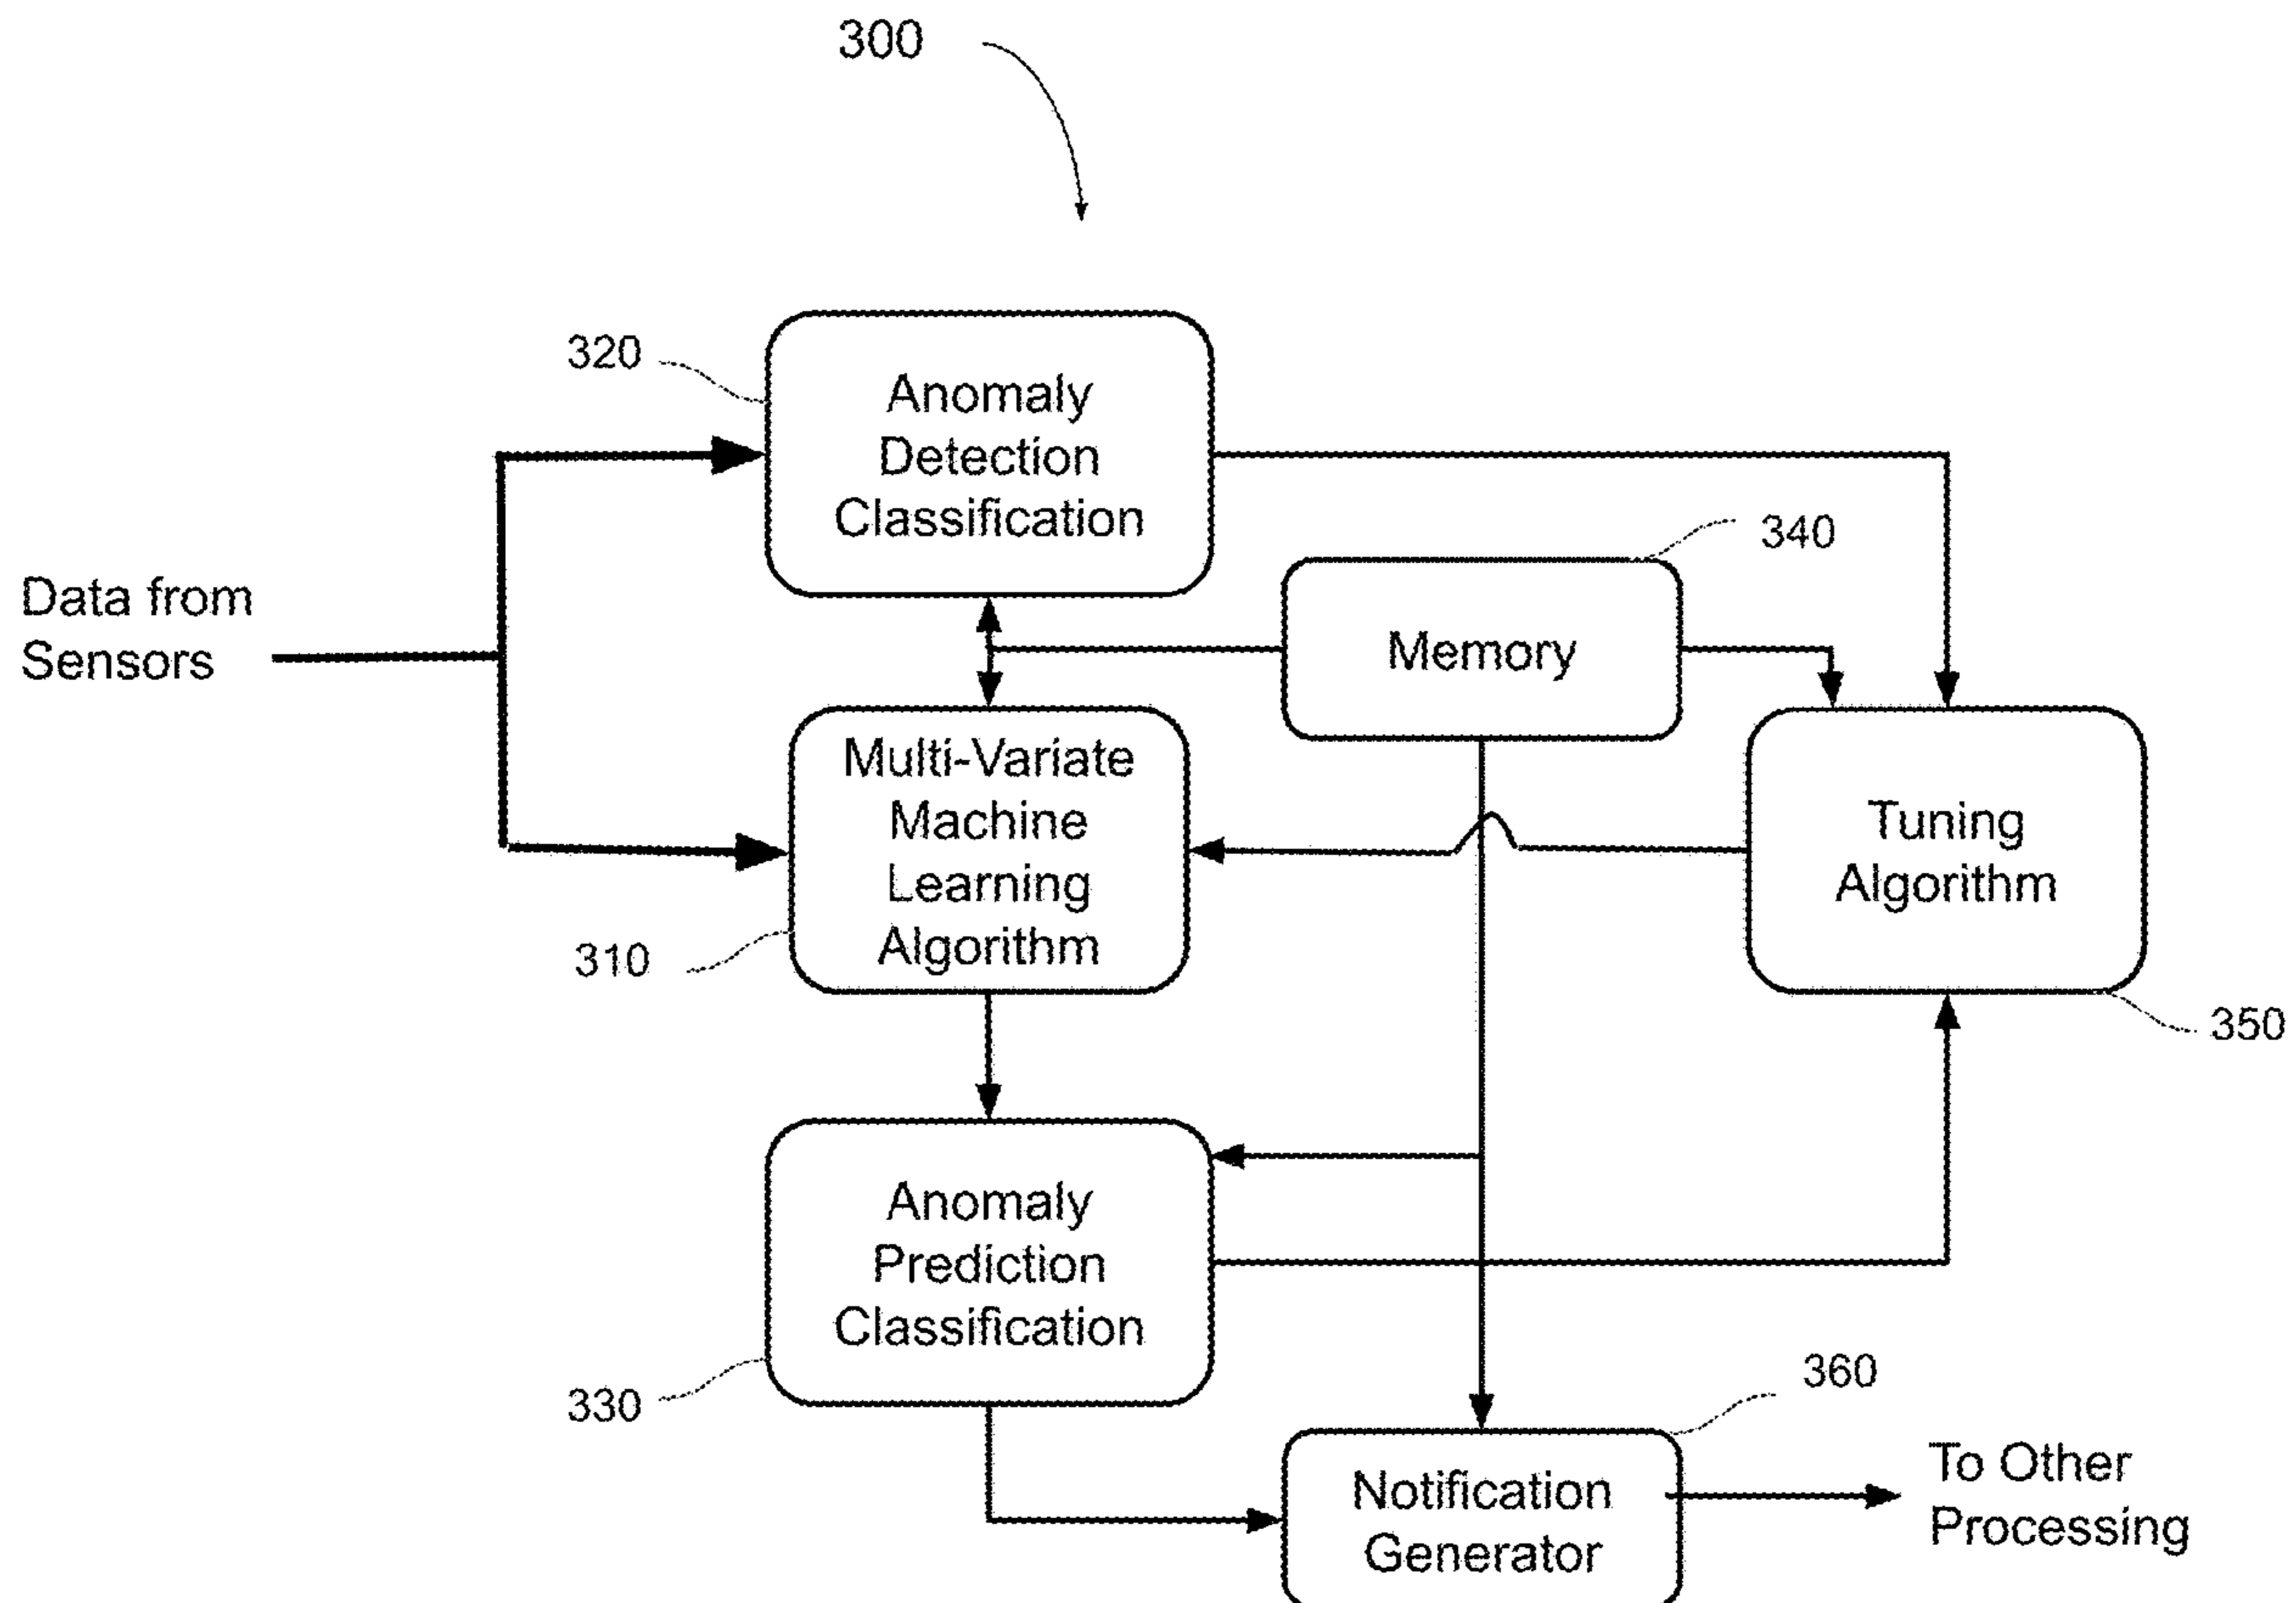 300
320
Anomaly
Detection
Classification
340
Data from
Sensors
Memory
Multi-Variate
Machine
Learning
Algorithm
310
Tuning
Algorithm
350
Anomaly
Prediction
Classification
330
360
Notification
Generator
To Other
Processing